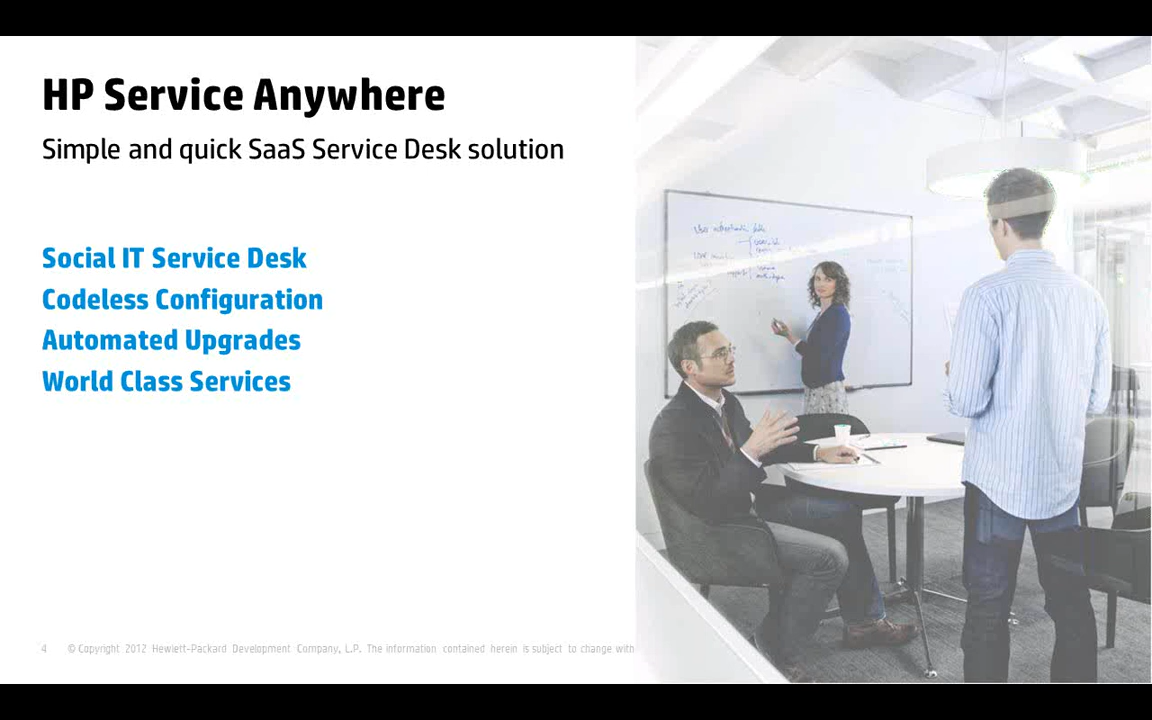 HP Service Anywhere
Simple and quick SaaS Service Desk solution
Social IT Service Desk
Codeless Configuration
Automated Upgrades
World Class Services
4 © Copyright 2012 Hewlett-Packard Development Company, L.P. The information contained herein is subject to change with